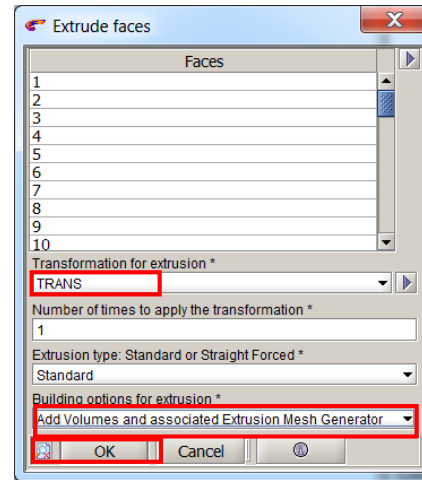 Extrude faces
Faces
1
2
3
4
5
6
7
8
9
10
Transformation for extrusion *
TRANS
Number of times to apply the transformation *
1
Extrusion type: Standard or Straight Forced *
Standard
Building options for extrusion *
Add Volumes and associated Extrusion Mesh Generator
OK Cancel